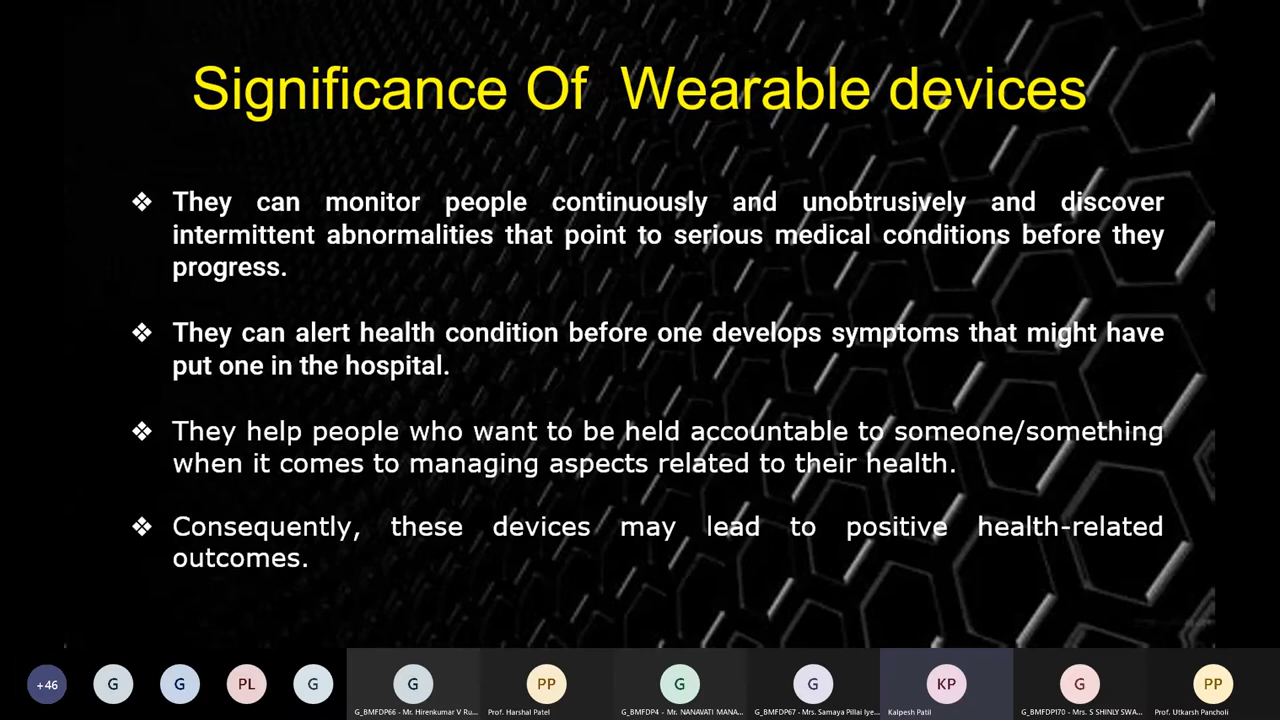 Significance Of Wearable devices
❖ They can monitor people continuously and unobtrusively and discover
intermittent abnormalities that point to serious medical conditions before they
progress.
❖ They can alert health condition before one develops symptoms that might have
put one in the hospital.
❖ They help people who want to be held accountable to someone/something
when it comes to managing aspects related to their health.
❖ Consequently, these devices may lead to positive health-related
outcomes.
+46 G G PL G G PP G G KP G PP
G_BMFDP66 - Mr. Hirenkumar V Ru... Prof. Harshal Patel G_BMFDP4 - Mr. NANAVATI MANA... G_BMFDP67 - Mrs. Samaya Pillai Iye... Kalpesh Patil G_BMFDP170 - Mrs. S SHINLY SWA... Prof. Utkarsh Pancholi